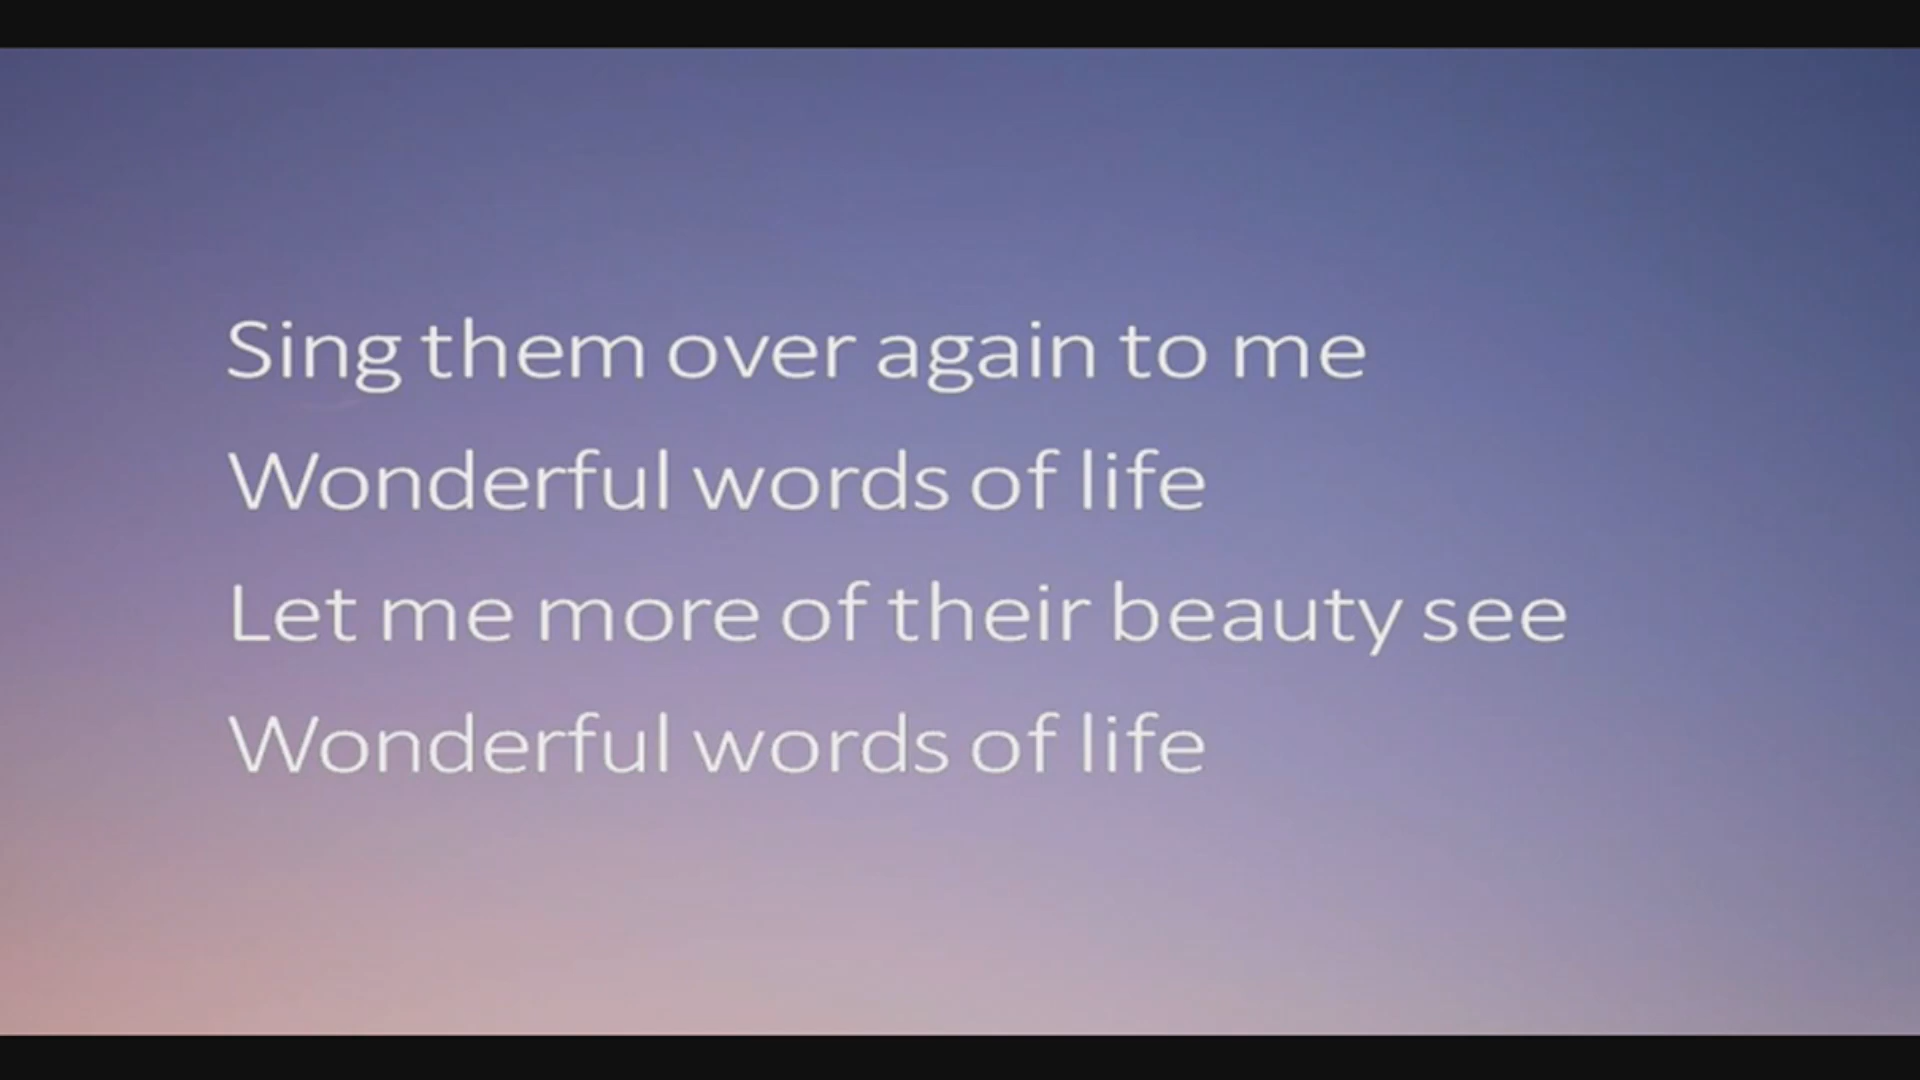 Sing them over again to me
Wonderful words of life
Let me more of their beauty see
Wonderful words of life